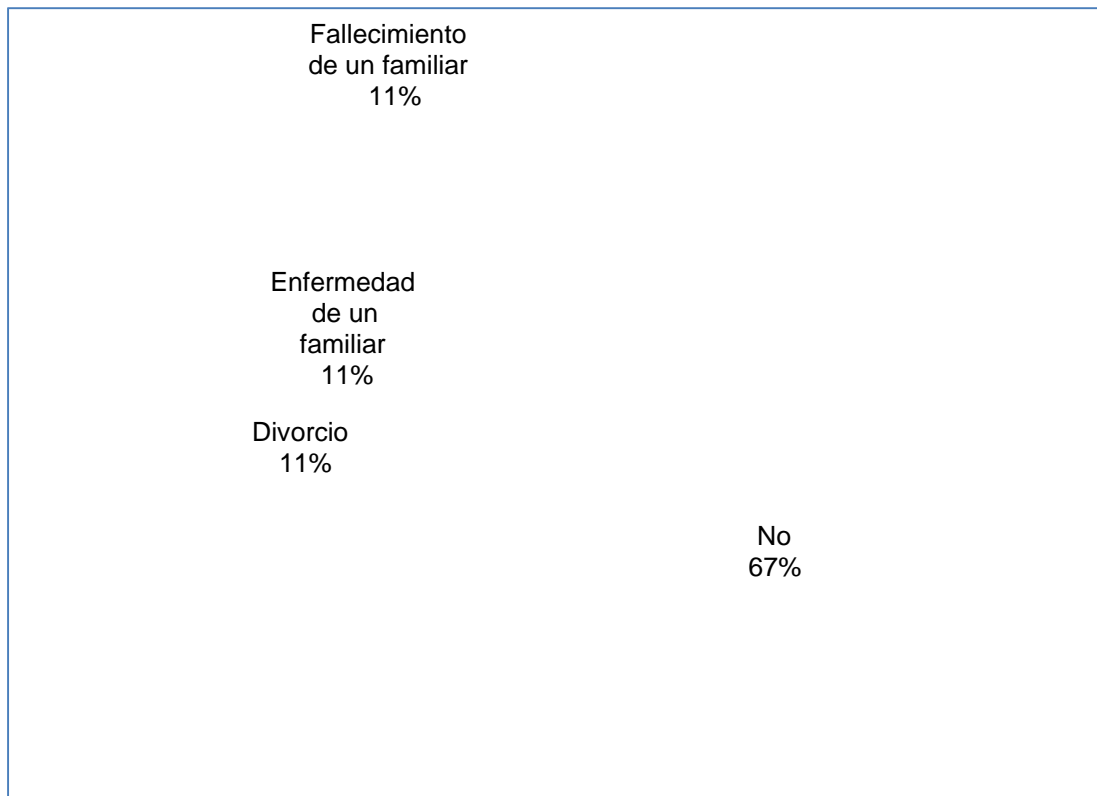 Fallecimiento
de un familiar
11%
Enfermedad
de un
familiar
11%
Divorcio
11%
No
67%